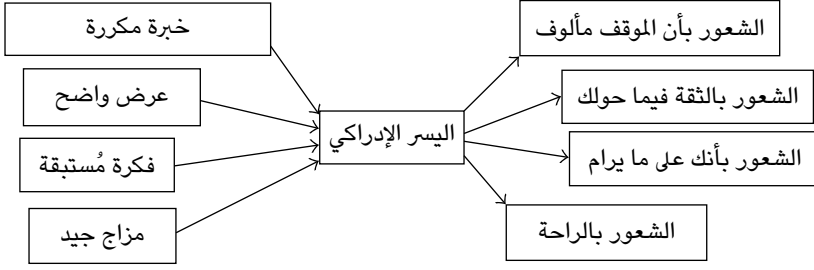 خبرة مكررة
عرض واضح
فكرة مُستبقة
مزاج جيد
اليسر الإدراكي
الشعور بأن الموقف مألوف
الشعور بالثقة فيما حولك
الشعور بأنك على ما يرام
الشعور بالراحة